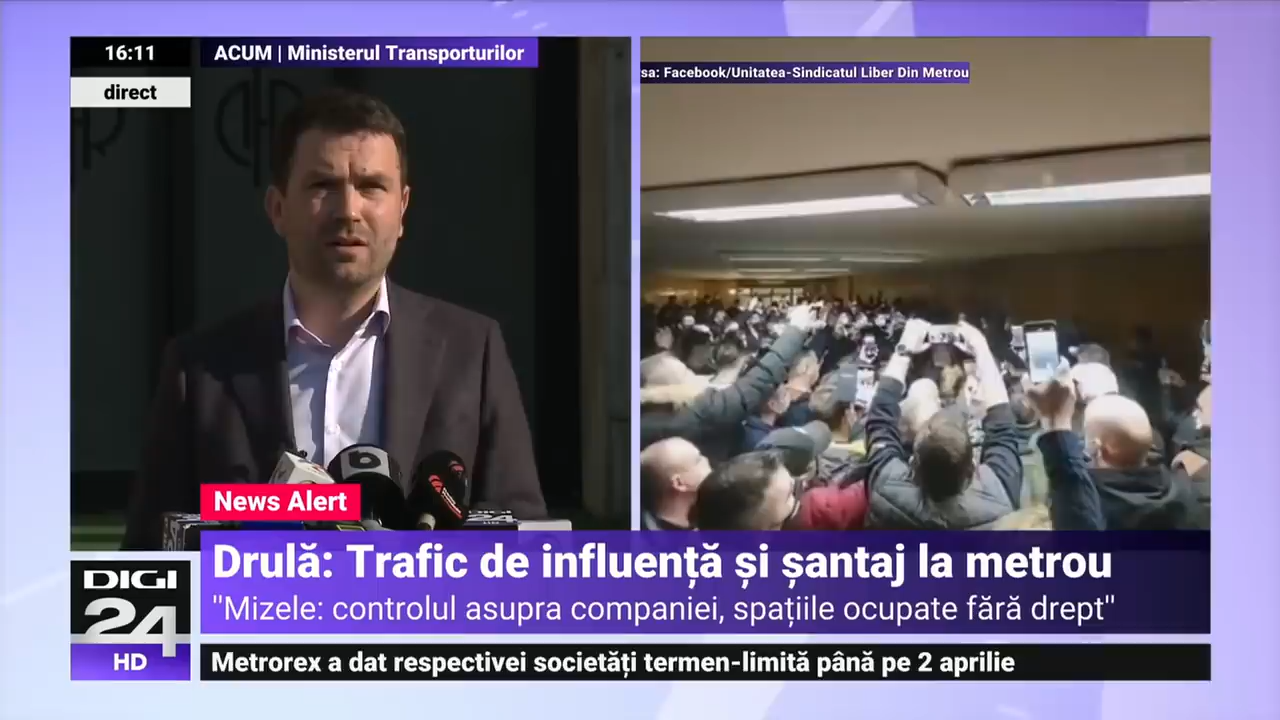 16:11
ACUM | Ministerul Transporturilor
direct
sa: Facebook/Unitatea-Sindicatul Liber Din Metrou
News Alert
Drulă: Trafic de influență și șantaj la metrou
"Mizele: controlul asupra companiei, spațiile ocupate fără drept"
DIGI
24
HD
Metrorex a dat respectivei societăți termen-limită până pe 2 aprilie